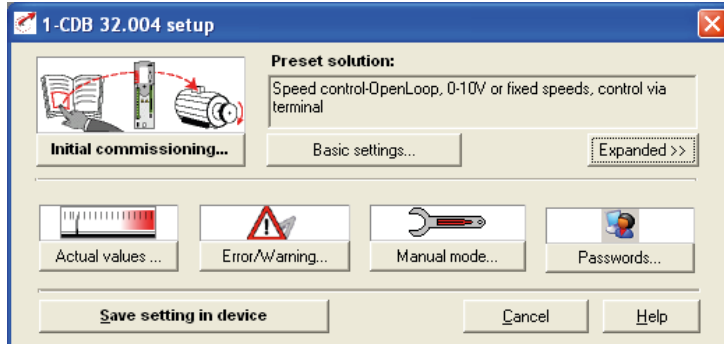 1-CDB 32.004 setup
Preset solution:
Speed control-OpenLoop, 0-10V or fixed speeds, control via
terminal
Initial commissioning...
Basic settings...
Expanded >>
Actual values ...
Error/Warning...
Manual mode...
Passwords...
Save setting in device
Cancel
Help